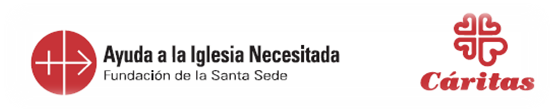 Ayuda a la Iglesia Necesitada
Fundación de la Santa Sede
Cáritas